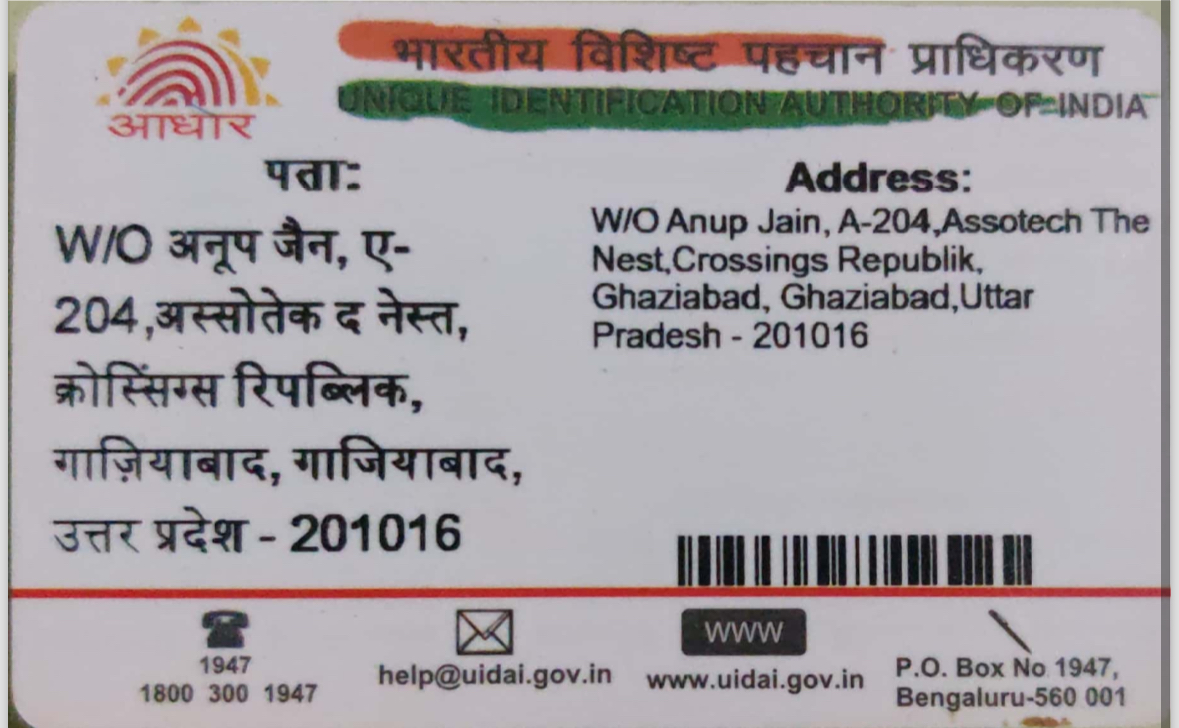 भारतीय विशिष्ट पहचान प्राधिकरण
UNIQUE IDENTIFICATION AUTHORITY OF INDIA
आधार
पता:
W/O अनूप जैन, ए-
204,अस्सोतेक द नेस्त,
क्रोस्सिंग्स रिपब्लिक,
गाज़ियाबाद, गाजियाबाद,
उत्तर प्रदेश - 201016
Address:
W/O Anup Jain, A-204,Assotech The
Nest,Crossings Republik,
Ghaziabad, Ghaziabad,Uttar
Pradesh - 201016
1947
1800 300 1947
help@uidai.gov.in
www
www.uidai.gov.in
P.O. Box No 1947,
Bengaluru-560 001